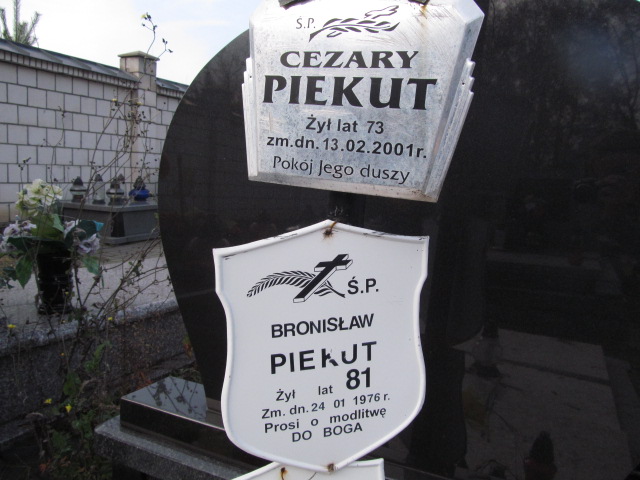 Ś.P.
CEZARY
PIEKUT
Żył lat 73
zm.dn.13.02.2001r.
Pokój Jego duszy
Ś.P.
BRONISŁAW
PIEKUT
Żył lat 81
Zm. dn. 24 01 1976 r.
Prosi o modlitwę
DO BOGA